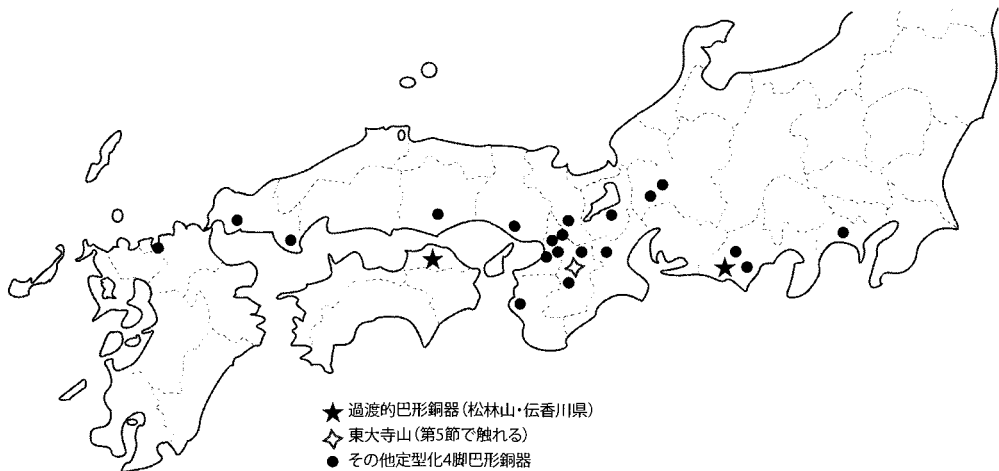 ★ 過渡的巴形銅器(松林山・伝香川県)
東大寺山(第5節で触れる)
● その他定型化4脚巴形銅器